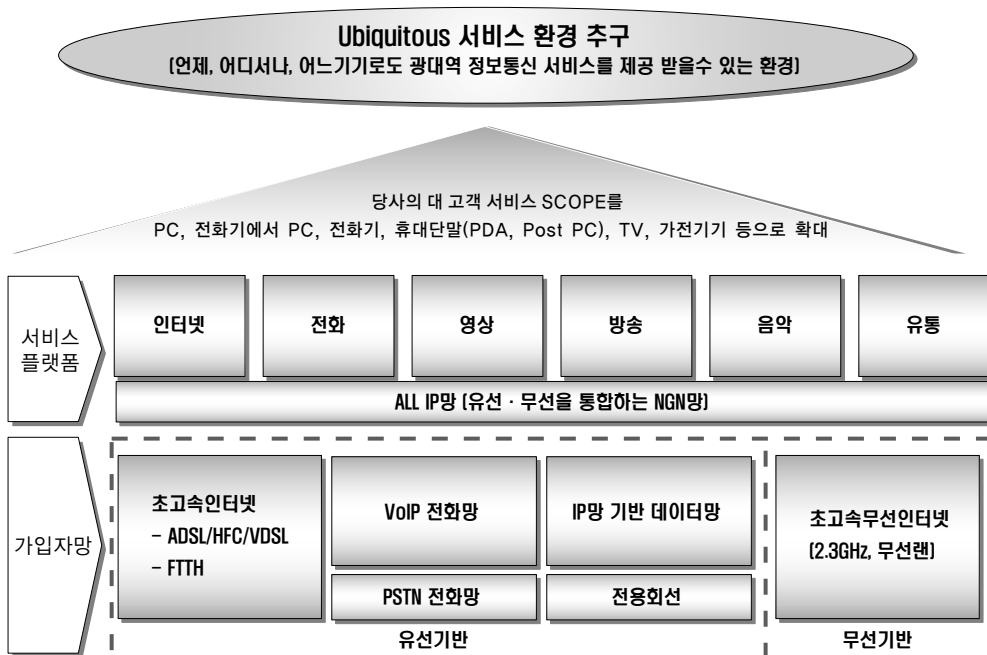 Ubiquitous 서비스 환경 추구
(언제, 어디서나, 어느기기로도 광대역 정보통신 서비스를 제공 받을수 있는 환경)
당사의 대 고객 서비스 SCOPE를
PC, 전화기에서 PC, 전화기, 휴대단말(PDA, Post PC), TV, 가전기기 등으로 확대
서비스
플랫폼
인터넷
전화
영상
방송
음악
유통
ALL IP망 (유선 · 무선을 통합하는 NGN망)
가입자망
초고속인터넷
– ADSL/HFC/VDSL
– FTTH
VoIP 전화망
IP망 기반 데이터망
PSTN 전화망
전용회선
초고속무선인터넷
(2.3GHz, 무선랜)
유선기반
무선기반